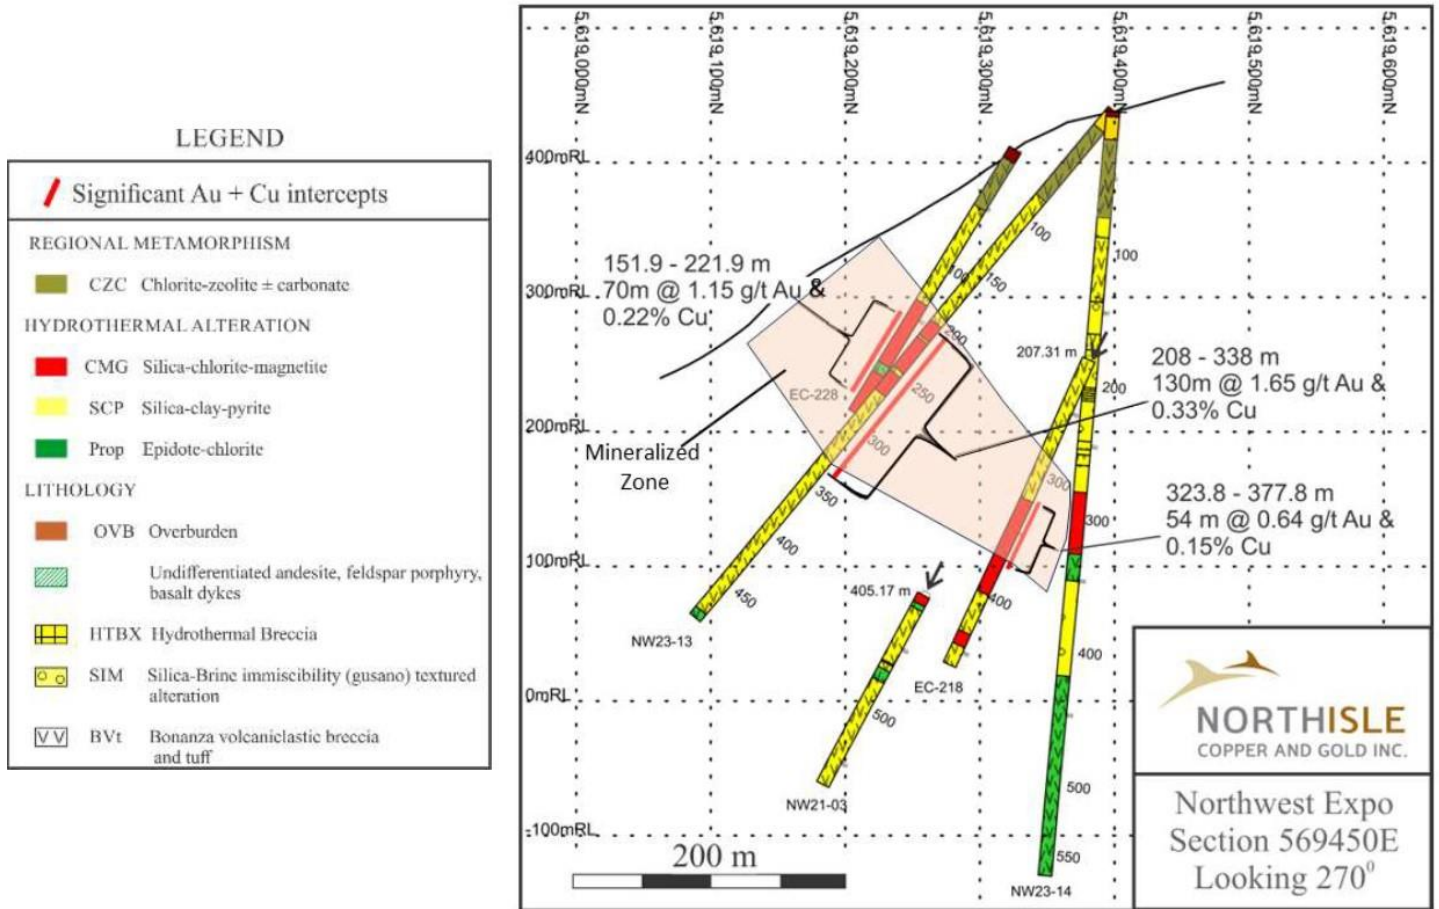 LEGEND
Significant Au + Cu intercepts
REGIONAL METAMORPHISM
CZC Chlorite-zeolite ± carbonate
HYDROTHERMAL ALTERATION
CMG Silica-chlorite-magnetite
SCP Silica-clay-pyrite
Prop Epidote-chlorite
LITHOLOGY
OVB Overburden
Undifferentiated andesite, feldspar porphyry,
basalt dykes
HTBX Hydrothermal Breccia
SIM Silica-Brine immiscibility (gusano) textured
alteration
BVt Bonanza volcaniclastic breccia
and tuff
5,619,000mN
5,619,100mN
5,619,200mN
5,619,300mN
5,619,400mN
5,619,500mN
5,619,600mN
400mRL
300mRL
200mRL
100mRL
0mRL
-100mRL
151.9 - 221.9 m
70m @ 1.15 g/t Au &
0.22% Cu
Mineralized
Zone
EC-228
100
100
150
200
250
300
350
400
450
NW23-13
207.31 m
208 - 338 m
130m @ 1.65 g/t Au &
0.33% Cu
323.8 - 377.8 m
54 m @ 0.64 g/t Au &
0.15% Cu
300
400
EC-218
405.17 m
500
NW21-03
100
200
300
400
500
550
NW23-14
200 m
NORTHISLE
COPPER AND GOLD INC.
Northwest Expo
Section 569450E
Looking 270⁰